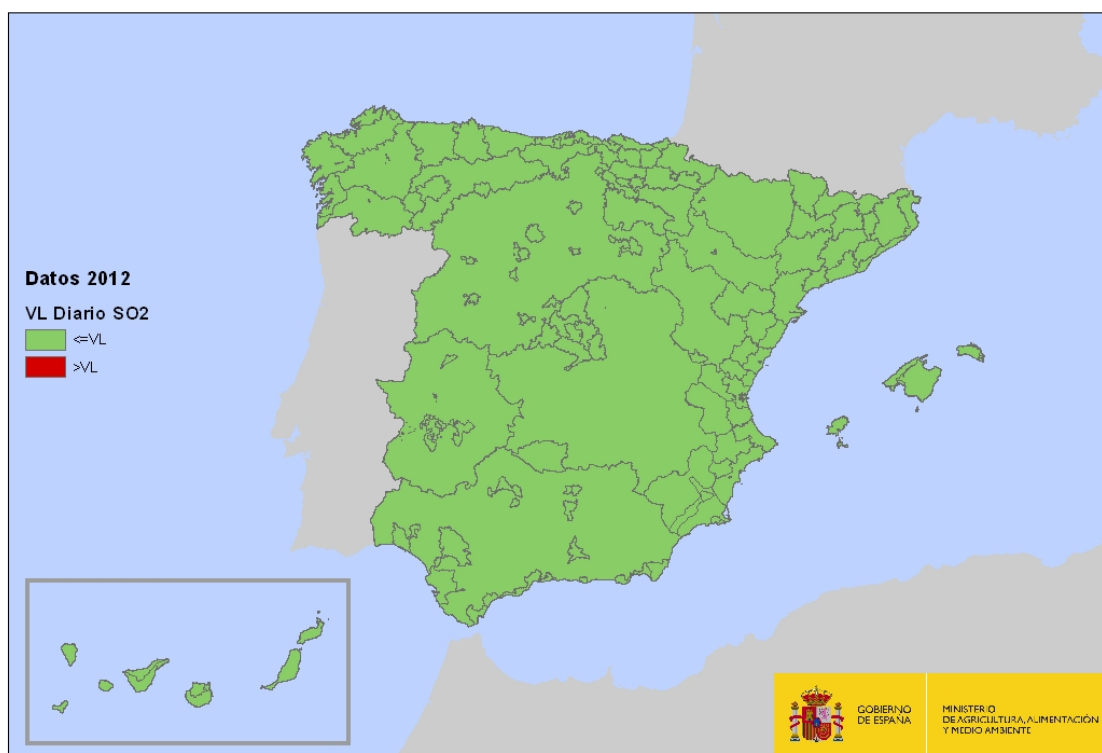 Datos 2012
VL Diario SO2
<=VL
>VL
GOBIERNO
DE ESPAÑA
MINISTERIO
DE AGRICULTURA, ALIMENTACIÓN
Y MEDIO AMBIENTE